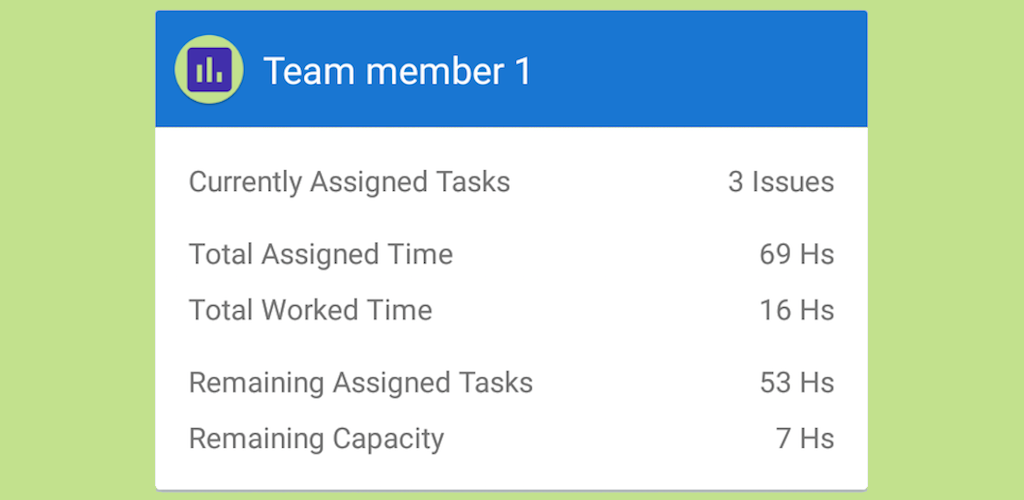 Team member 1
Currently Assigned Tasks 3 Issues
Total Assigned Time 69 Hs
Total Worked Time 16 Hs
Remaining Assigned Tasks 53 Hs
Remaining Capacity 7 Hs